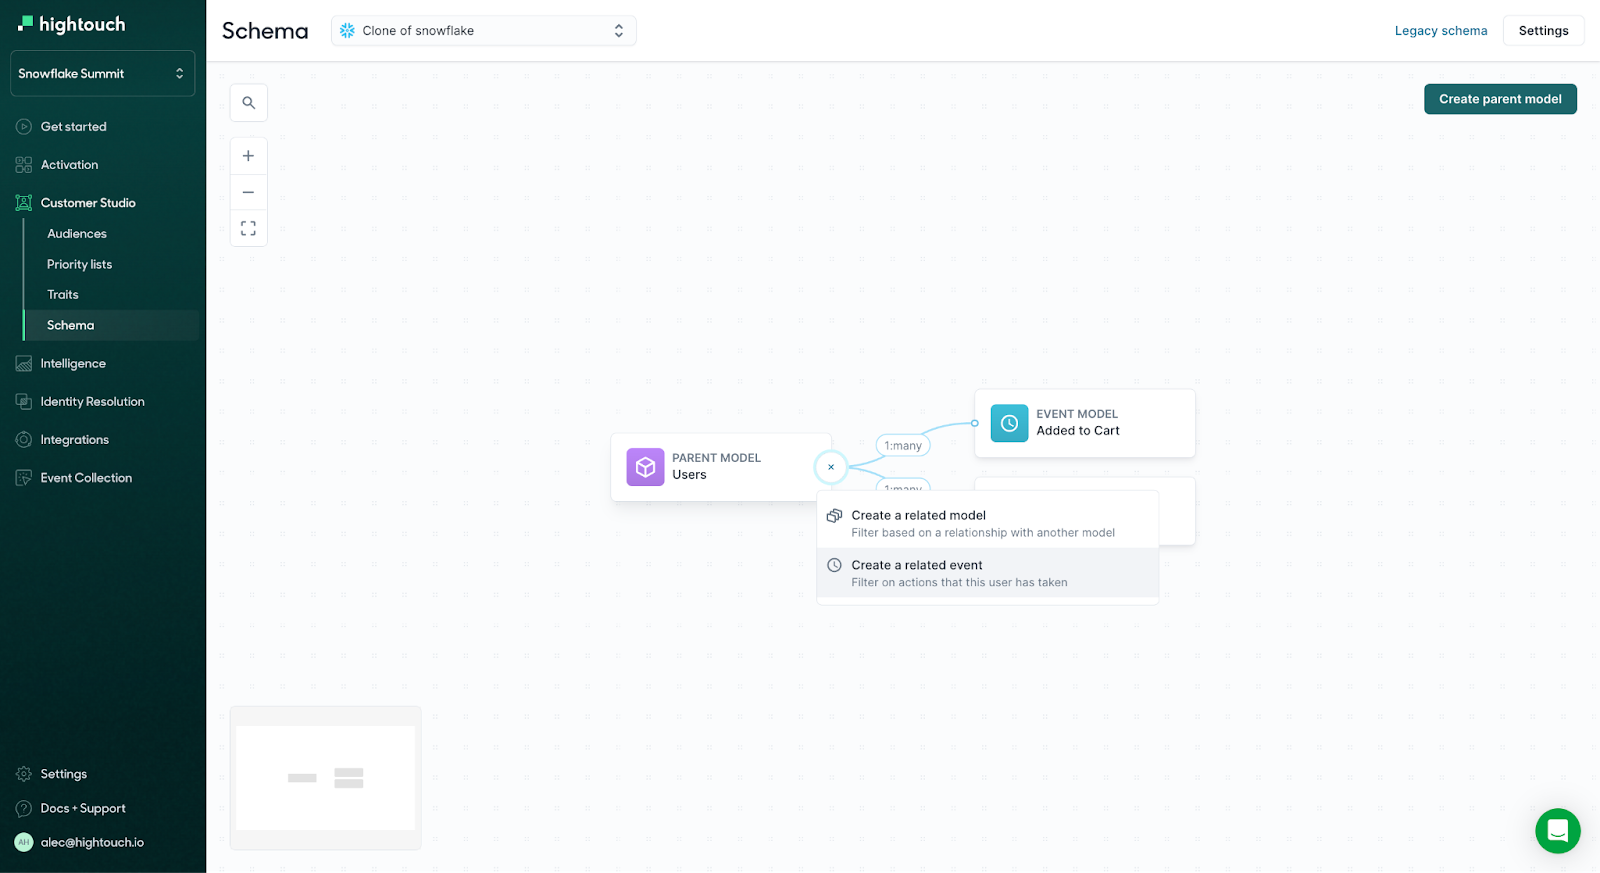 hightouch
Snowflake Summit
Get started
Activation
Customer Studio
Audiences
Priority lists
Traits
Schema
Intelligence
Identity Resolution
Integrations
Event Collection
Settings
Docs + Support
AH alec@hightouch.io
Schema
Clone of snowflake
Legacy schema
Settings
Create parent model
PARENT MODEL
Users
1:many
EVENT MODEL
Added to Cart
1:many
Create a related model
Filter based on a relationship with another model
Create a related event
Filter on actions that this user has taken